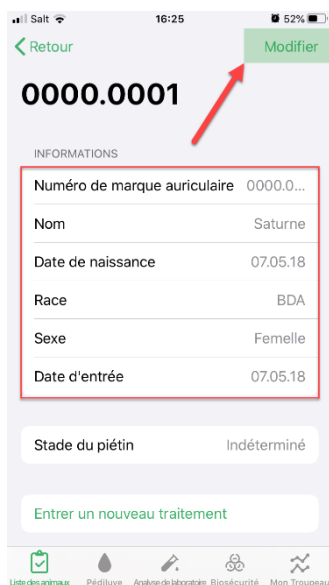 Salt 16:25 52%
Retour Modifier
0000.0001
INFORMATIONS
Numéro de marque auriculaire 0000.0...
Nom Saturne
Date de naissance 07.05.18
Race BDA
Sexe Femelle
Date d'entrée 07.05.18
Stade du piétin Indéterminé
Entrer un nouveau traitement
Liste des animaux Pédiluve Analyse de laboratoire Biosécurité Mon Troupeau